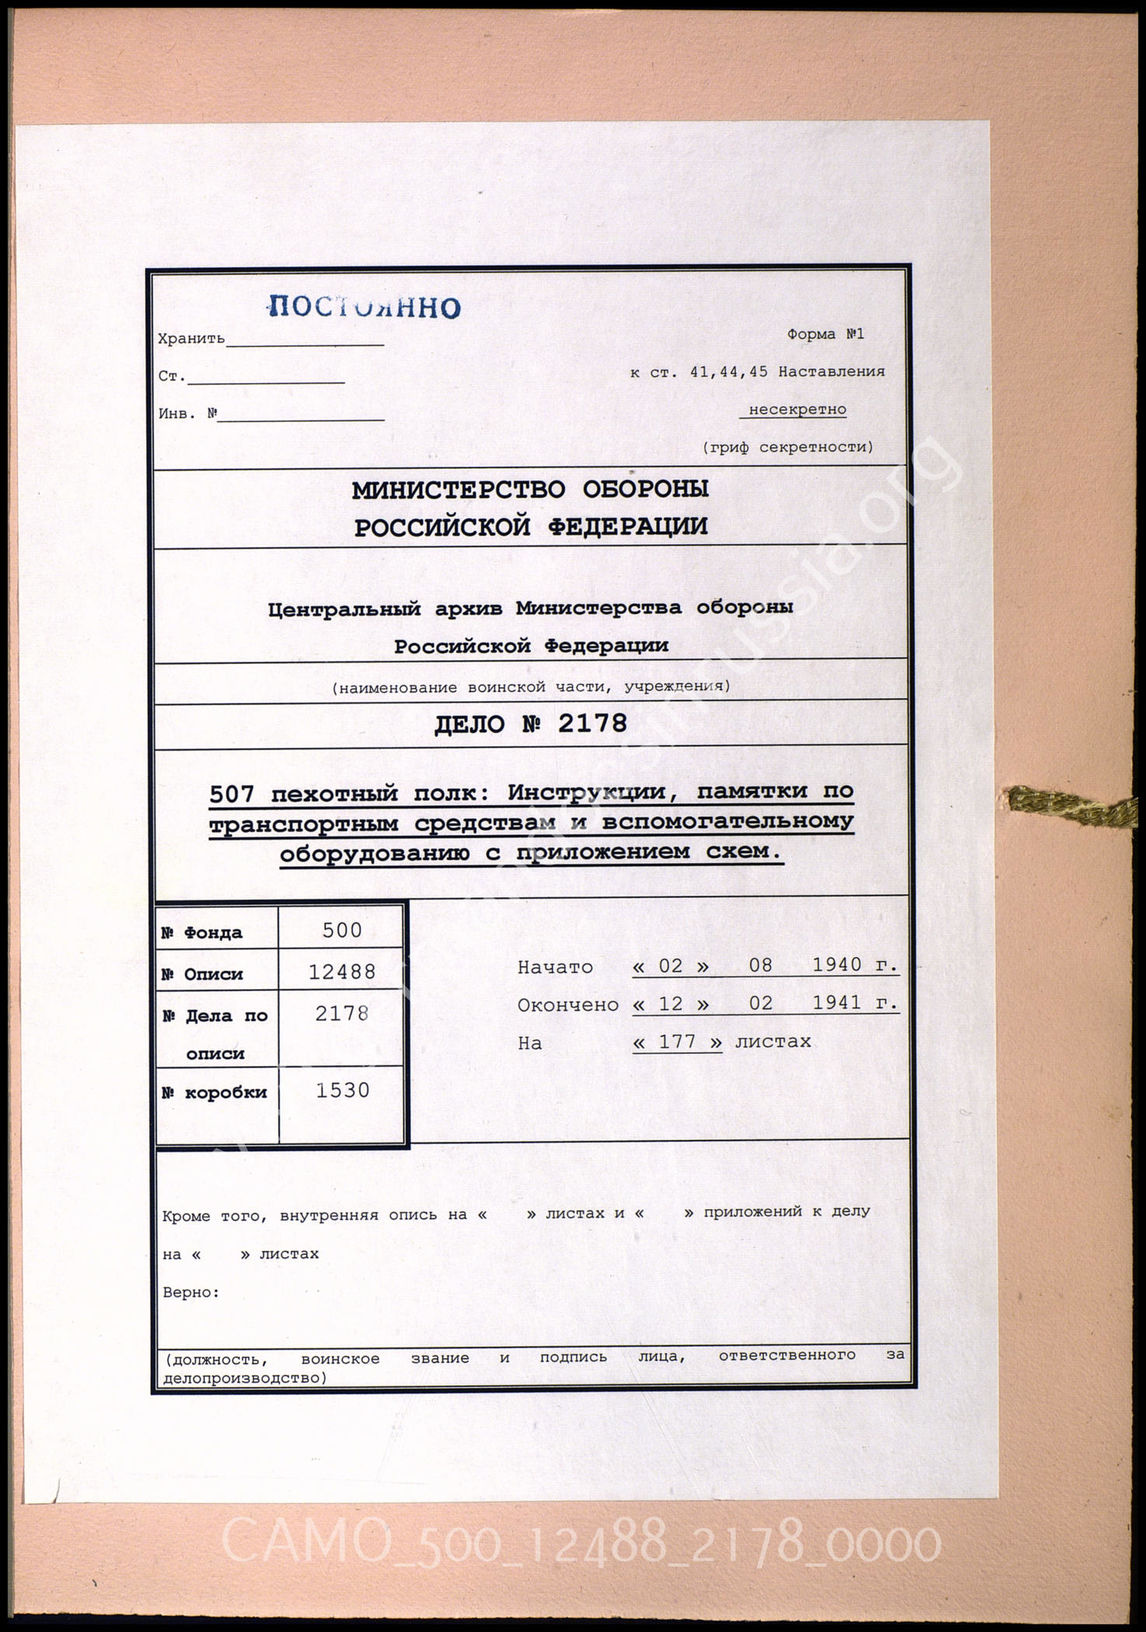 ПОСТОЯННО
Хранить
Форма №1
Ст.
к ст. 41,44,45 Наставления
Инв. №
несекретно
(гриф секретности)
МИНИСТЕРСТВО ОБОРОНЫ
РОССИЙСКОЙ ФЕДЕРАЦИИ
Центральный архив Министерства обороны
Российской Федерации
(наименование воинской части, учреждения)
ДЕЛО № 2178
507 пехотный полк: Инструкции, памятки по
транспортным средствам и вспомогательному
оборудованию с приложением схем.
№ Фонда 500
№ Описи 12488
№ Дела по 2178
описи
№ коробки 1530
Начато « 02 » 08 1940 г.
Окончено « 12 » 02 1941 г.
На « 177 » листах
Кроме того, внутренняя опись на « » листах и « » приложений к делу
на « » листах
Верно:
(должность, воинское звание и подпись лица, ответственного за
делопроизводство)
CAMO_500_12488_2178_0000